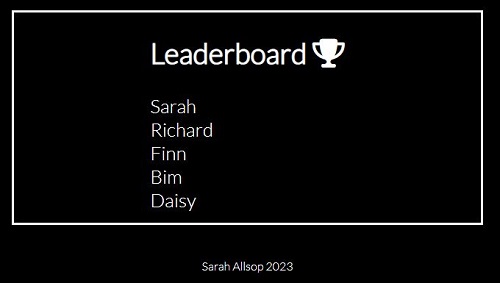 Leaderboard
Sarah
Richard
Finn
Bim
Daisy
Sarah Allsop 2023